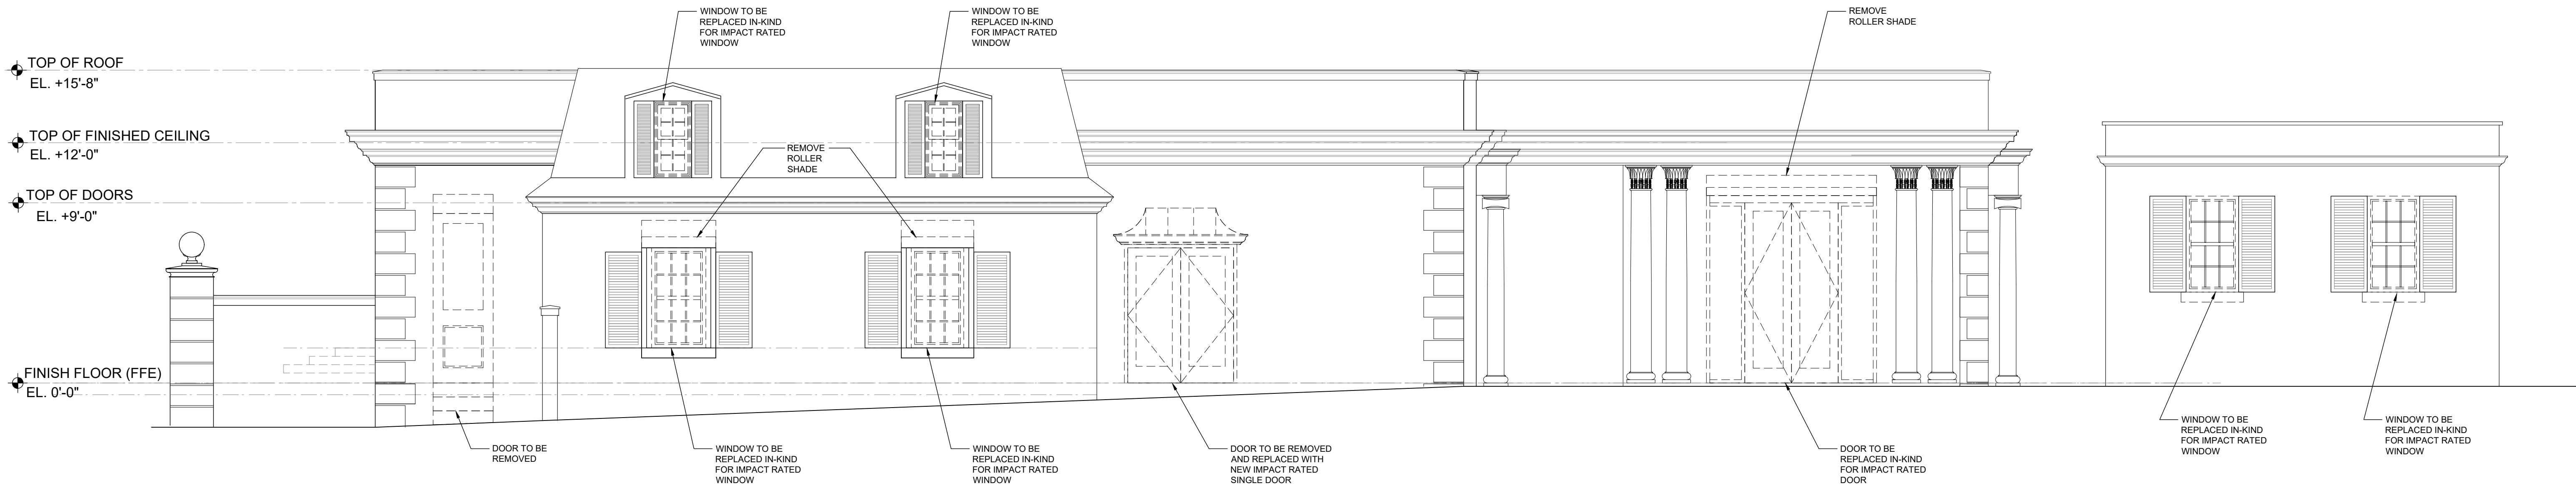 WINDOW TO BE
REPLACED IN-KIND
FOR IMPACT RATED
WINDOW
WINDOW TO BE
REPLACED IN-KIND
FOR IMPACT RATED
WINDOW
REMOVE
ROLLER SHADE
TOP OF ROOF
EL. +15'-8"
TOP OF FINISHED CEILING
EL. +12'-0"
REMOVE
ROLLER
SHADE
TOP OF DOORS
EL. +9'-0"
FINISH FLOOR (FFE)
EL. 0'-0"
DOOR TO BE
REMOVED
WINDOW TO BE
REPLACED IN-KIND
FOR IMPACT RATED
WINDOW
WINDOW TO BE
REPLACED IN-KIND
FOR IMPACT RATED
WINDOW
DOOR TO BE REMOVED
AND REPLACED WITH
NEW IMPACT RATED
SINGLE DOOR
DOOR TO BE
REPLACED IN-KIND
FOR IMPACT RATED
DOOR
WINDOW TO BE
REPLACED IN-KIND
FOR IMPACT RATED
WINDOW
WINDOW TO BE
REPLACED IN-KIND
FOR IMPACT RATED
WINDOW